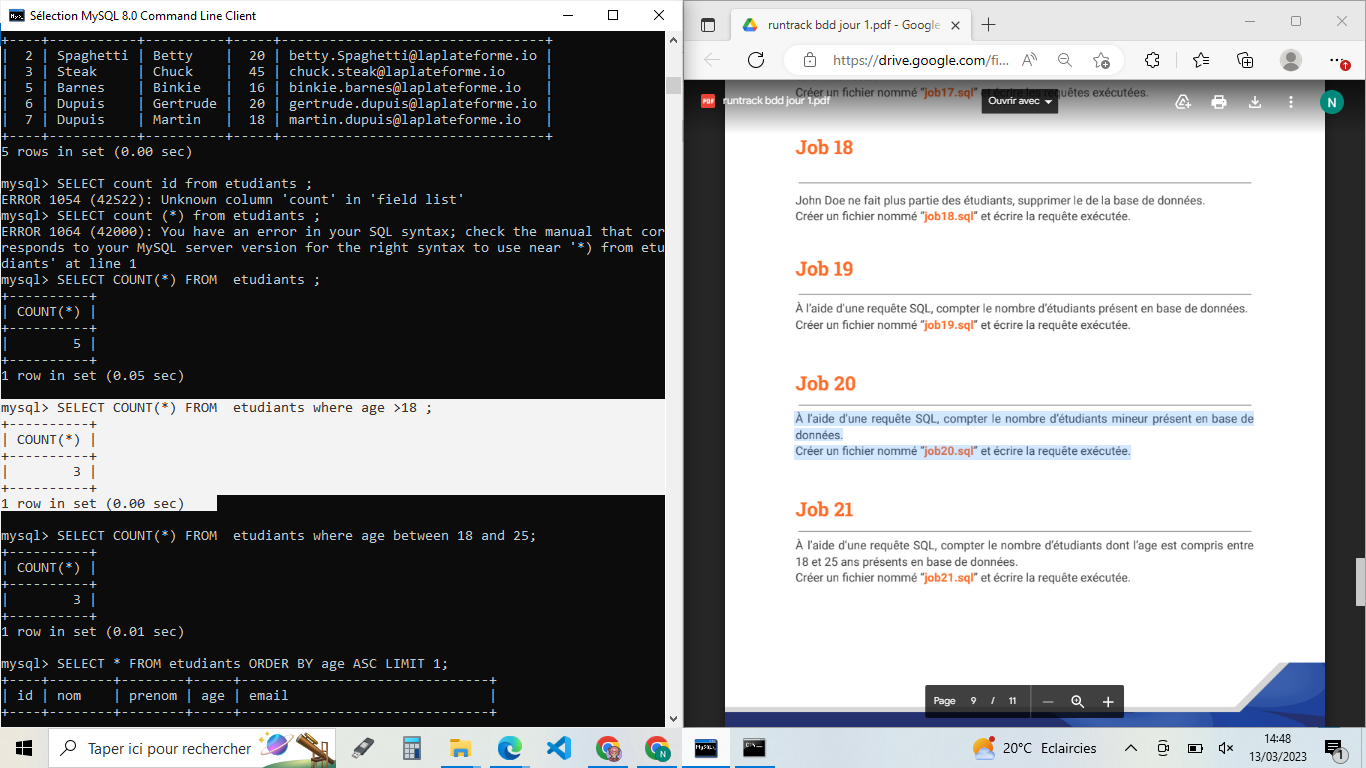 Sélection MySQL 8.0 Command Line Client
+----+-----------+----------+-----+---------------------------------+
|  2 | Spaghetti | Betty    |  20 | betty.Spaghetti@laplateforme.io |
|  3 | Steak     | Chuck    |  45 | chuck.steak@laplateforme.io     |
|  5 | Barnes    | Binkie   |  16 | binkie.barnes@laplateforme.io   |
|  6 | Dupuis    | Gertrude |  20 | gertrude.dupuis@laplateforme.io |
|  7 | Dupuis    | Martin   |  18 | martin.dupuis@laplateforme.io   |
+----+-----------+----------+-----+---------------------------------+
5 rows in set (0.00 sec)
mysql> SELECT count id from etudiants ;
ERROR 1054 (42S22): Unknown column 'count' in 'field list'
mysql> SELECT count (*) from etudiants ;
ERROR 1064 (42000): You have an error in your SQL syntax; check the manual that cor
responds to your MySQL server version for the right syntax to use near '*) from etu
diants' at line 1
mysql> SELECT COUNT(*) FROM  etudiants ;
+----------+
| COUNT(*) |
+----------+
|        5 |
+----------+
1 row in set (0.05 sec)
mysql> SELECT COUNT(*) FROM  etudiants where age >18 ;
+----------+
| COUNT(*) |
+----------+
|        3 |
+----------+
1 row in set (0.00 sec)
mysql> SELECT COUNT(*) FROM  etudiants where age between 18 and 25;
+----------+
| COUNT(*) |
+----------+
|        3 |
+----------+
1 row in set (0.01 sec)
mysql> SELECT * FROM etudiants ORDER BY age ASC LIMIT 1;
+----+--------+--------+-----+-------------------------------+
| id | nom    | prenom | age | email                         |
+----+--------+--------+-----+-------------------------------+
runtrack bdd jour 1.pdf - Google
https://drive.google.com/fi...
Créer un fichier nommé “job17.sql” et écrire les requêtes exécutées.
PDF runtrack bdd jour 1.pdf
Ouvrir avec
N
Job 18
John Doe ne fait plus partie des étudiants, supprimer le de la base de données.
Créer un fichier nommé “job18.sql” et écrire la requête exécutée.
Job 19
À l’aide d’une requête SQL, compter le nombre d’étudiants présent en base de données.
Créer un fichier nommé “job19.sql” et écrire la requête exécutée.
Job 20
À l’aide d’une requête SQL, compter le nombre d’étudiants mineur présent en base de
données.
Créer un fichier nommé “job20.sql” et écrire la requête exécutée.
Job 21
À l’aide d’une requête SQL, compter le nombre d’étudiants dont l’age est compris entre
18 et 25 ans présents en base de données.
Créer un fichier nommé “job21.sql” et écrire la requête exécutée.
Page 9 / 11
Taper ici pour rechercher
N
20°C Eclaircies
14:48
13/03/2023
1